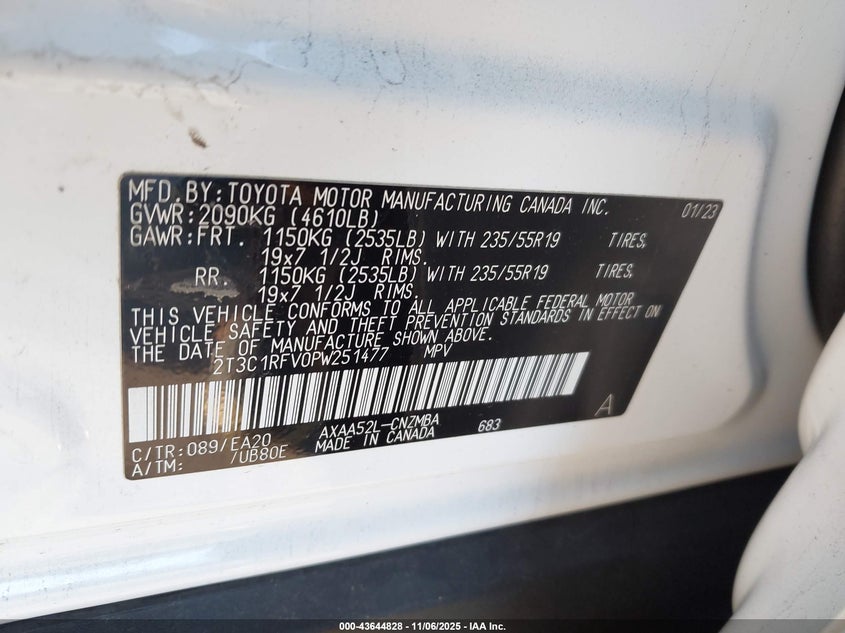 MFD.BY:TOYOTA MOTOR MANUFACTURING CANADA INC. 01/23
GVWR:2090KG (4610LB)
GAWR:FRT. 1150KG (2535LB) WITH 235/55R19 TIRES,
19x7 1/2J RIMS.
RR. 1150KG (2535LB) WITH 235/55R19 TIRES,
19x7 1/2J RIMS.
THIS VEHICLE CONFORMS TO ALL APPLICABLE FEDERAL MOTOR
VEHICLE SAFETY AND THEFT PREVENTION STANDARDS IN EFFECT ON
THE DATE OF MANUFACTURE SHOWN ABOVE.
2T3C1RFV0PW251477 MPV
A
C/TR:089/EA20 AXAA52L-CNZMBA 683
A/TM: /UB80E MADE IN CANADA
000-43644828 - 11/06/2025 - IAA Inc.